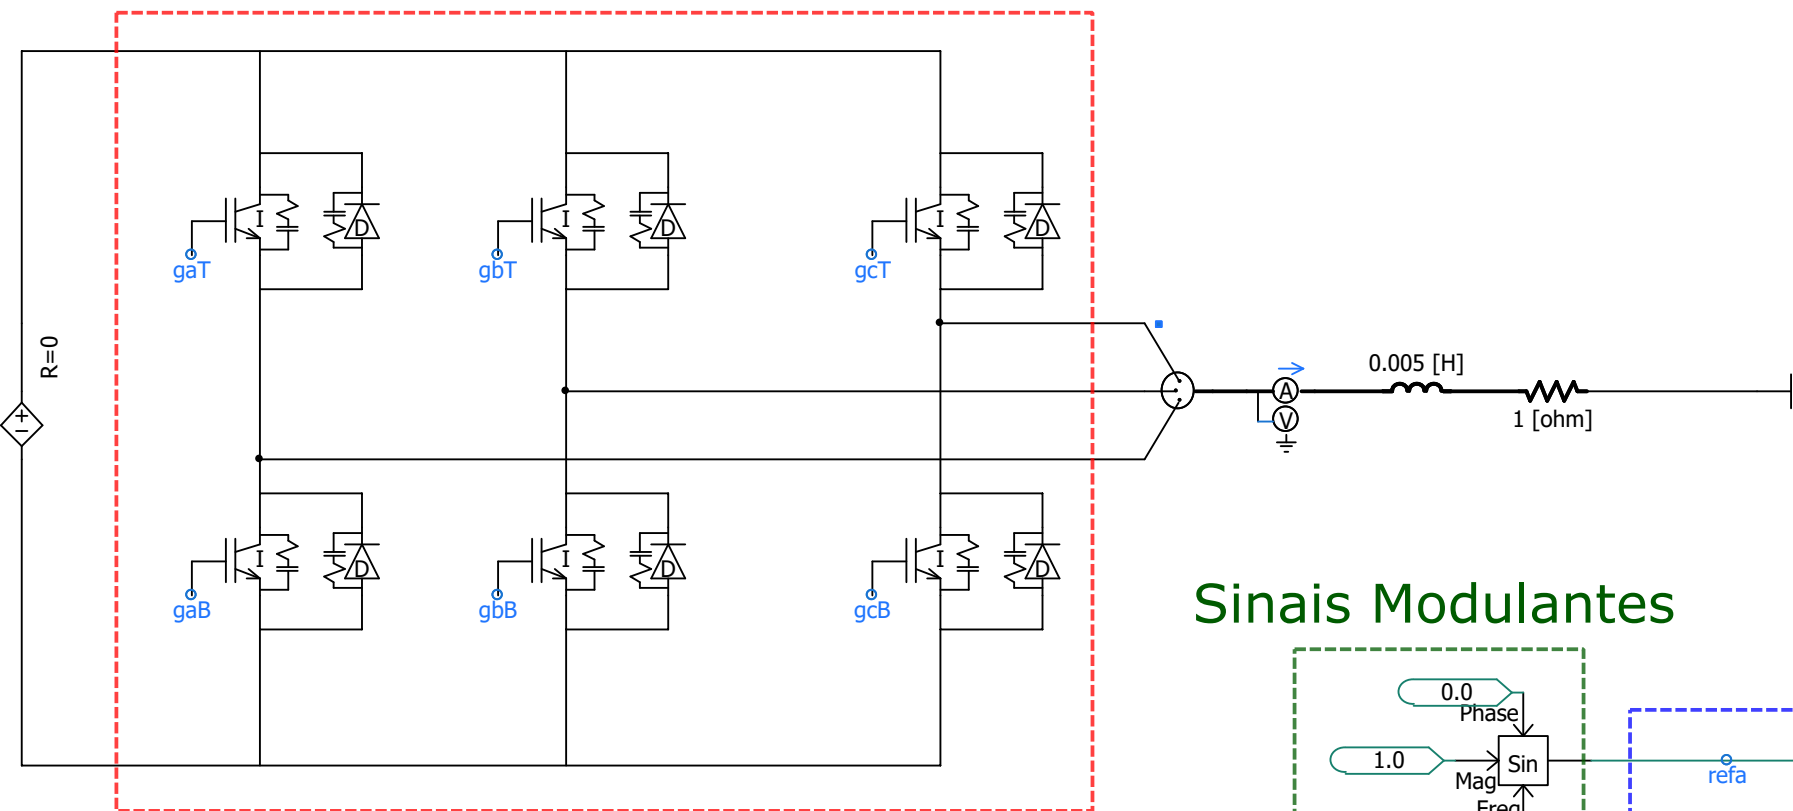 I
D
I
D
I
D
gaT
gbT
gcT
R=0
0.005 [H]
A
V
1 [ohm]
I
D
I
D
I
D
gaB
gbB
gcB
Sinais Modulantes
0.0
Phase
1.0
Sin
Mag
refa
Freq